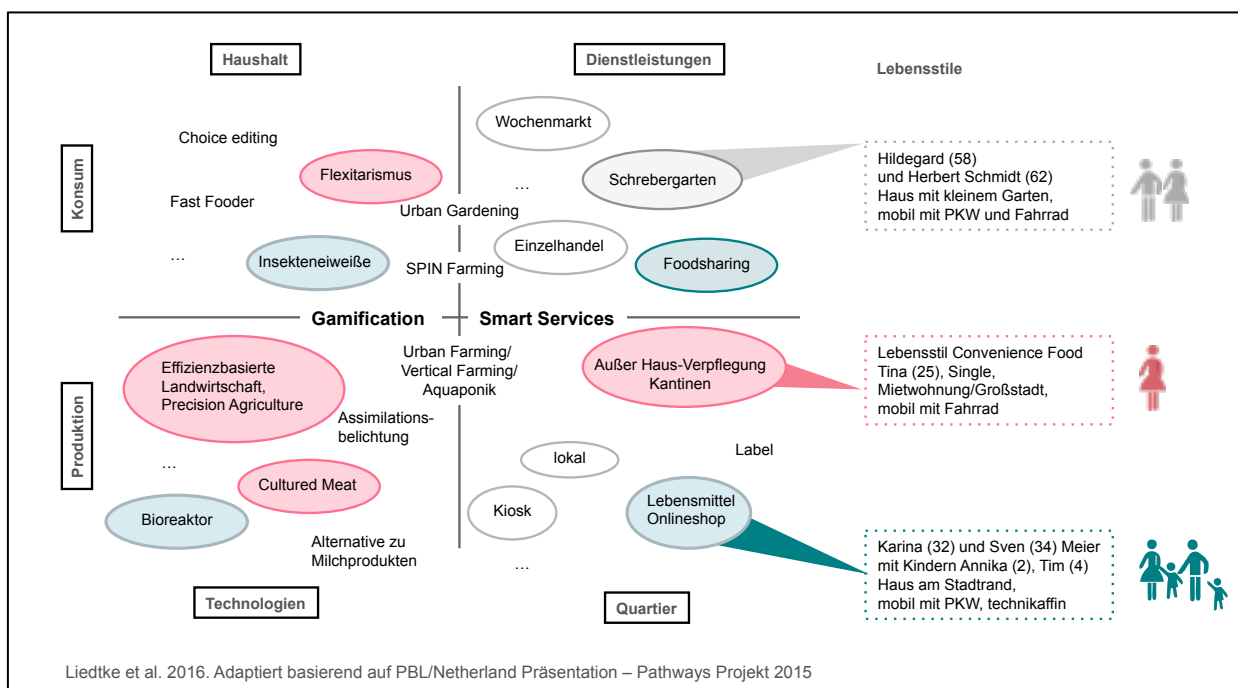 Haushalt
Dienstleistungen
Lebensstile
Konsum
Choice editing
Flexitarismus
Fast Fooder
Urban Gardening
…
Insekteneiweiße
SPIN Farming
Wochenmarkt
…
Schrebergarten
Einzelhandel
Foodsharing
Hildegard (58)
und Herbert Schmidt (62)
Haus mit kleinem Garten,
mobil mit PKW und Fahrrad
Gamification
Smart Services
Produktion
Effizienzbasierte
Landwirtschaft,
Precision Agriculture
Urban Farming/
Vertical Farming/
Aquaponik
Assimilations-
belichtung
…
Cultured Meat
Bioreaktor
Alternative zu
Milchprodukten
Außer Haus-Verpflegung
Kantinen
lokal
Label
Kiosk
Lebensmittel
Onlineshop
…
Lebensstil Convenience Food
Tina (25), Single,
Mietwohnung/Großstadt,
mobil mit Fahrrad
Karina (32) und Sven (34) Meier
mit Kindern Annika (2), Tim (4)
Haus am Stadtrand,
mobil mit PKW, technikaffin
Technologien
Quartier
Liedtke et al. 2016. Adaptiert basierend auf PBL/Netherland Präsentation – Pathways Projekt 2015